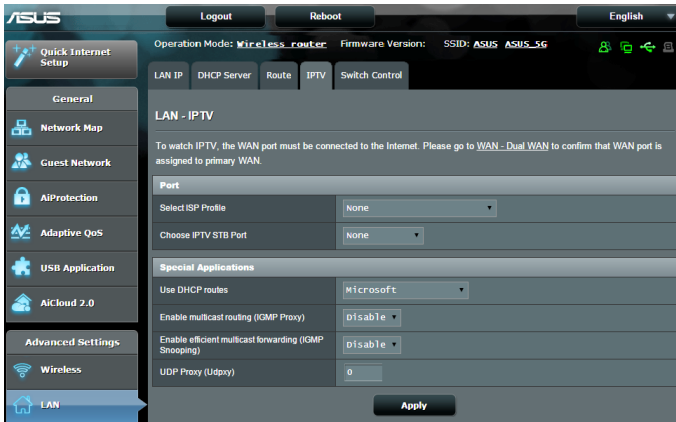 ASUS
Logout
Reboot
English
Quick Internet
Setup
Operation Mode: Wireless router Firmware Version: SSID: ASUS ASUS_5G
LAN IP DHCP Server Route IPTV Switch Control
General
Network Map
Guest Network
AiProtection
Adaptive QoS
USB Application
AiCloud 2.0
Advanced Settings
Wireless
LAN
LAN - IPTV
To watch IPTV, the WAN port must be connected to the Internet. Please go to WAN - Dual WAN to confirm that WAN port is
assigned to primary WAN.
Port
Select ISP Profile None
Choose IPTV STB Port None
Special Applications
Use DHCP routes Microsoft
Enable multicast routing (IGMP Proxy) Disable
Enable efficient multicast forwarding (IGMP
Snooping) Disable
UDP Proxy (Udpxy) 0
Apply